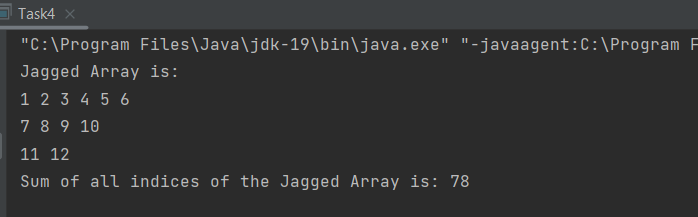 Task4
"C:\Program Files\Java\jdk-19\bin\java.exe" "-javaagent:C:\Program F
Jagged Array is:
1 2 3 4 5 6
7 8 9 10
11 12
Sum of all indices of the Jagged Array is: 78